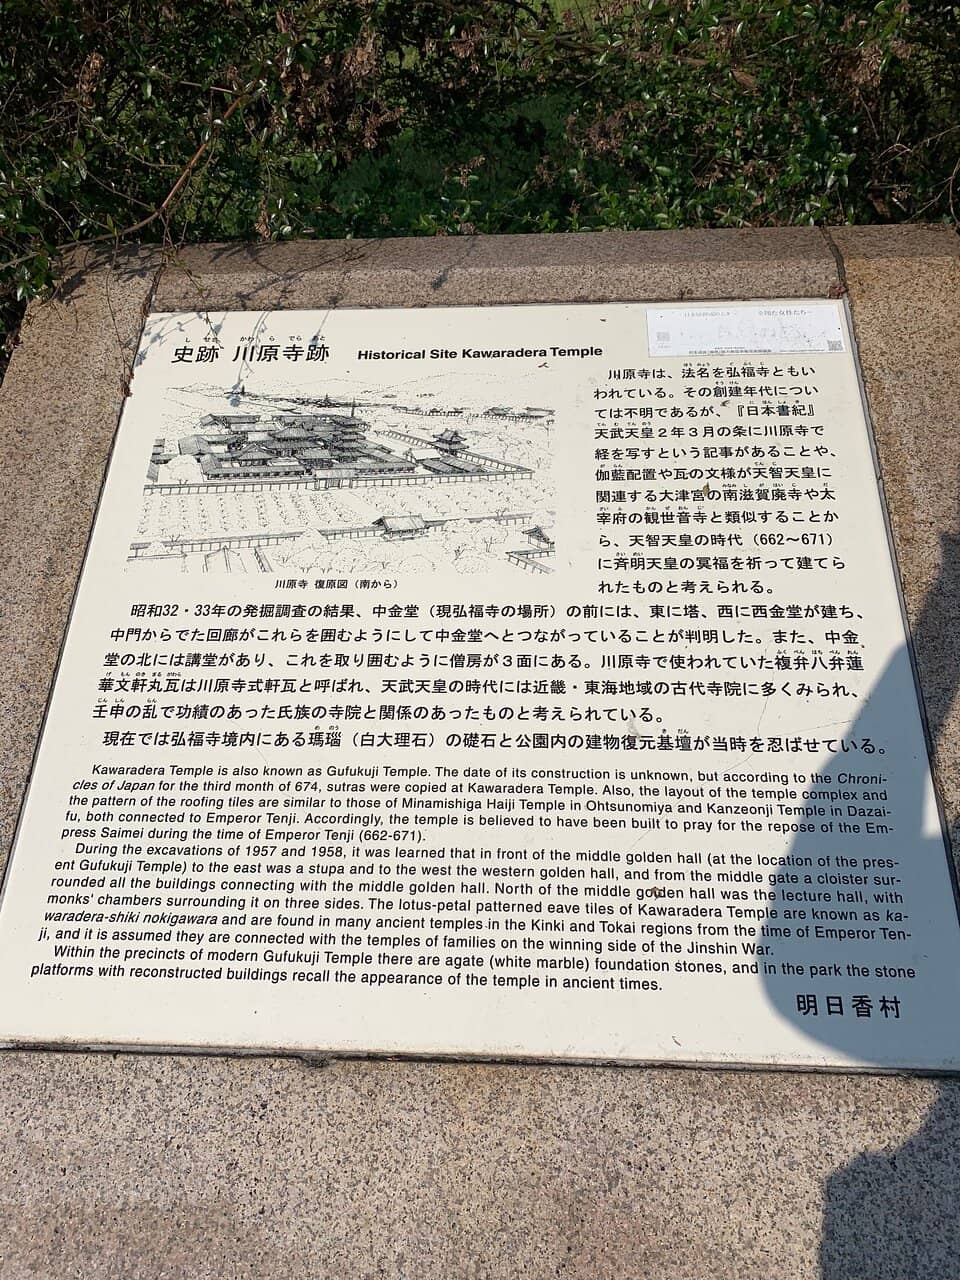 史跡 川原寺跡 Historical Site Kawaradera Temple
川原寺は、法名を弘福寺ともい
われている。その創建年代につい
ては不明であるが、『日本書紀』
天武天皇2年3月の条に川原寺で
経を写すという記事があることや、
伽藍配置や瓦の文様が天智天皇に
関連する大津宮の南滋賀廃寺や太
宰府の観世音寺と類似することか
ら、天智天皇の時代（662～671）
に斉明天皇の冥福を祈って建てら
れたものと考えられる。
川原寺 復原図（南から）
昭和32・33年の発掘調査の結果、中金堂（現弘福寺の場所）の前には、東に塔、西に西金堂が建ち、
中門からでた回廊がこれらを囲むようにして中金堂へとつながっていることが判明した。また、中金
堂の北には講堂があり、これを取り囲むように僧房が3面にある。川原寺で使われていた複弁八弁蓮
華文軒丸瓦は川原寺式軒瓦と呼ばれ、天武天皇の時代には近畿・東海地域の古代寺院に多くみられ、
壬申の乱で功績のあった氏族の寺院と関係のあったものと考えられている。
現在では弘福寺境内にある瑪瑙（白大理石）の礎石と公園内の建物復元基壇が当時を忍ばせている。
Kawaradera Temple is also known as Gufukuji Temple. The date of its construction is unknown, but according to the Chroni-
cles of Japan for the third month of 674, sutras were copied at Kawaradera Temple. Also, the layout of the temple complex and
the pattern of the roofing tiles are similar to those of Minamishiga Haiji Temple in Ohtsunomiya and Kanzeonji Temple in Dazai-
fu, both connected to Emperor Tenji. Accordingly, the temple is believed to have been built to pray for the repose of the Em-
press Saimei during the time of Emperor Tenji (662-671).
During the excavations of 1957 and 1958, it was learned that in front of the middle golden hall (at the location of the pres-
ent Gufukuji Temple) to the east was a stupa and to the west the western golden hall, and from the middle gate a cloister sur-
rounded all the buildings connecting with the middle golden hall. North of the middle golden hall was the lecture hall, with
monks' chambers surrounding it on three sides. The lotus-petal patterned eave tiles of Kawaradera Temple are known as ka-
waradera-shiki nokigawara and are found in many ancient temples in the Kinki and Tokai regions from the time of Emperor Ten-
ji, and it is assumed they are connected with the temples of families on the winning side of the Jinshin War.
Within the precincts of modern Gufukuji Temple there are agate (white marble) foundation stones, and in the park the stone
platforms with reconstructed buildings recall the appearance of the temple in ancient times.
明日香村